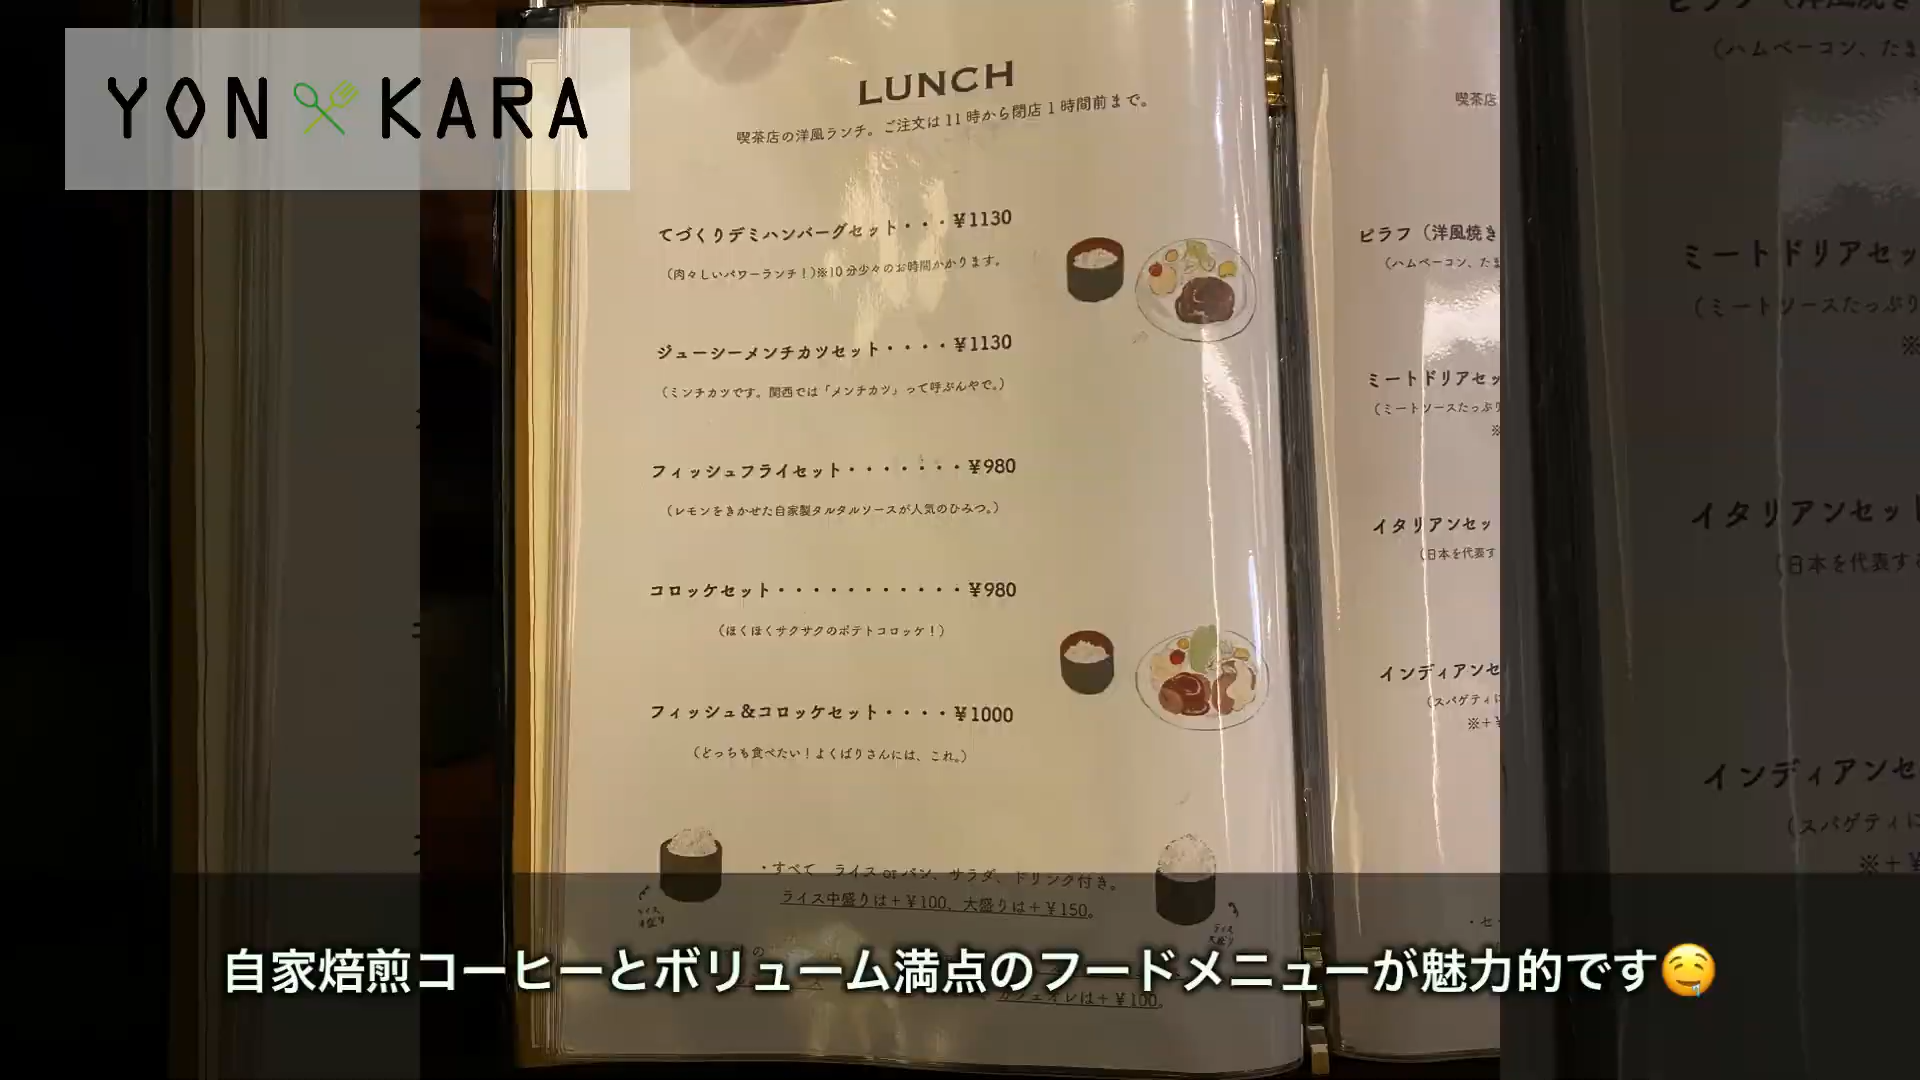 YON KARA
LUNCH
喫茶店の洋風ランチ。ご注文は11時から閉店1時間前まで。
てづくりデミハンバーグセット・・・¥1130
(肉々しいパワーランチ!)※10分少々のお時間かかります。
ジューシーメンチカツセット・・・・¥1130
(ミンチカツです。関西では「メンチカツ」って呼ぶんやで。)
フィッシュフライセット・・・・・・・¥980
(レモンをきかせた自家製タルタルソースが人気のひみつ。)
コロッケセット・・・・・・・・・・・¥980
(ほくほくサクサクのポテトコロッケ!)
フィッシュ&コロッケセット・・・・¥1000
(どっちも食べたい!よくばりさんには、これ。)
・すべて ライス or パン、サラダ、ドリンク付き。
ライス中盛りは+¥100、大盛りは+¥150。
カフェオレは+¥100。
喫茶店
ピラフ(洋風焼き
(ハムベーコン、たま
ミートドリアセッ
(ミートソースたっぷり
※
イタリアンセッ
(日本を代表す
インディアンセ
(スパゲティに
※+¥
・セ
(ハムベーコン、たま
ミートドリアセッ
(ミートソースたっぷり
※
イタリアンセット
(日本を代表する
インディアンセ
(スパゲティに
※+¥
自家焙煎コーヒーとボリューム満点のフードメニューが魅力的です🤤